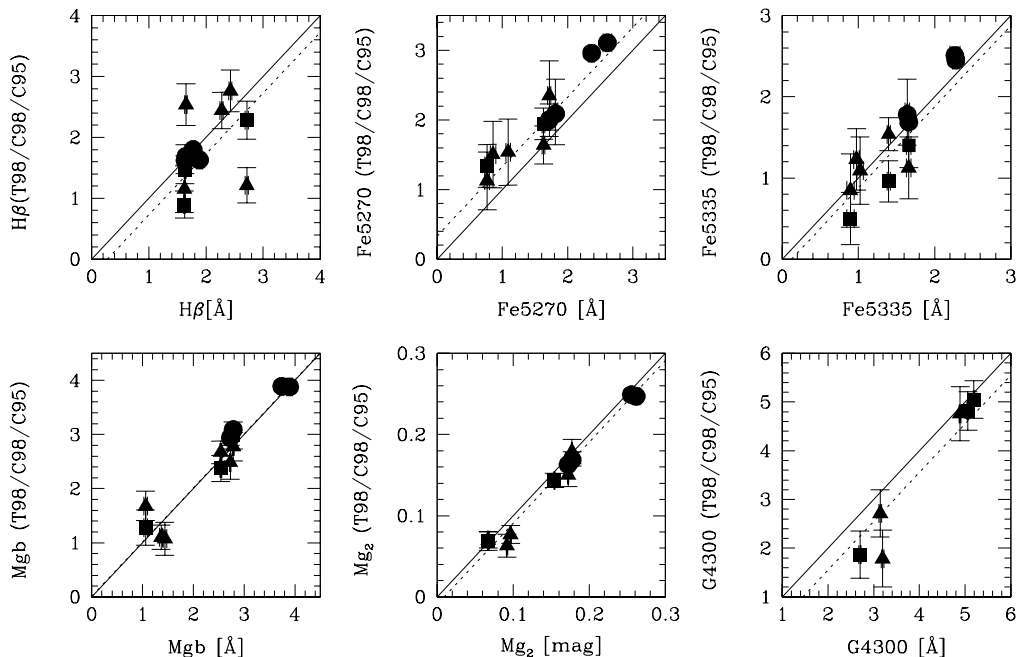 4
3
2
1
0
0 1 2 3 4
Hβ(T98/C98/C95)
Hβ[Å]
3
2
1
0
0 1 2 3
Fe5270 (T98/C98/C95)
Fe5270 [Å]
3
2
1
0
0 1 2 3
Fe5335 (T98/C98/C95)
Fe5335 [Å]
4
3
2
1
0
0 1 2 3 4
Mgb (T98/C98/C95)
Mgb [Å]
0.3
0.2
0.1
0
0 0.1 0.2 0.3
Mg₂ (T98/C98/C95)
Mg₂ [mag]
6
5
4
3
2
1
1 2 3 4 5 6
G4300 (T98/C98/C95)
G4300 [Å]